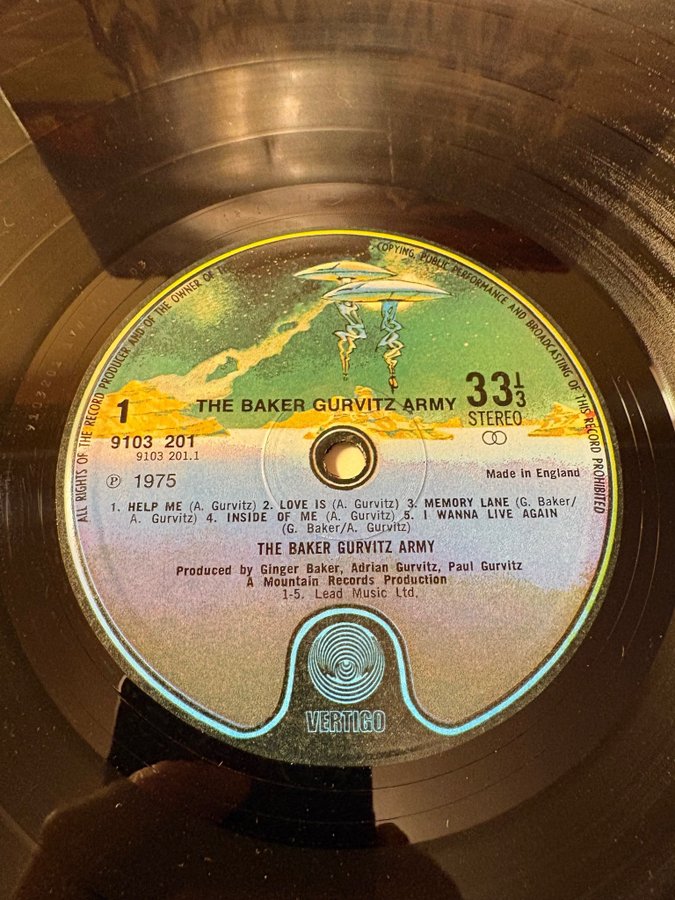 ALL RIGHTS OF THE RECORD PRODUCER AND OF THE OWNER OF
COPYING, PUBLIC PERFORMANCE AND BROADCASTING OF THIS RECORD PROHIBITED
1
THE BAKER GURVITZ ARMY
33⅓
STEREO
9103 201
9103 201.1
Ⓟ 1975
Made in England
1. HELP ME (A. Gurvitz) 2. LOVE IS (A. Gurvitz) 3. MEMORY LANE (G. Baker/
A. Gurvitz) 4. INSIDE OF ME (A. Gurvitz) 5. I WANNA LIVE AGAIN
(G. Baker/A. Gurvitz)
THE BAKER GURVITZ ARMY
Produced by Ginger Baker, Adrian Gurvitz, Paul Gurvitz
A Mountain Records Production
1-5. Lead Music Ltd.
VERTIGO